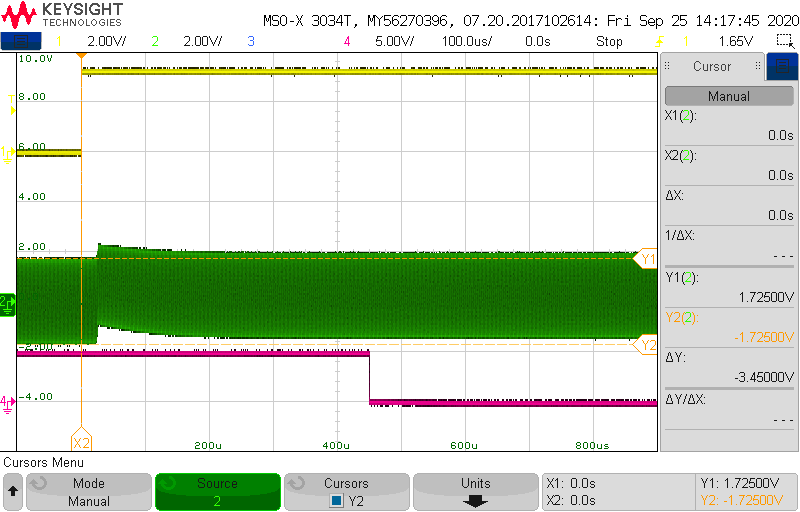 KEYSIGHT
TECHNOLOGIES
MSO-X 3034T, MY56270396, 07.20.2017102614: Fri Sep 25 14:17:45 2020
1 2.00V/ 2 2.00V/ 3 4 5.00V/ 100.0us/ 0.0s Stop 1 1.65V
10.0V
8.00
6.00
4.00
2.00
-2.00
-4.00
T
1
2
4
Y1
Y2
X2
200u 400u 600u 800us
Cursor
Manual
X1(2):
0.0s
X2(2):
0.0s
ΔX:
0.0s
1/ΔX:
- - -
Y1(2):
1.72500V
Y2(2):
-1.72500V
ΔY:
-3.45000V
ΔY/ΔX:
- - -
Cursors Menu
Mode
Manual
Source
2
Cursors
Y2
Units
X1: 0.0s
X2: 0.0s
Y1: 1.72500V
Y2: -1.72500V